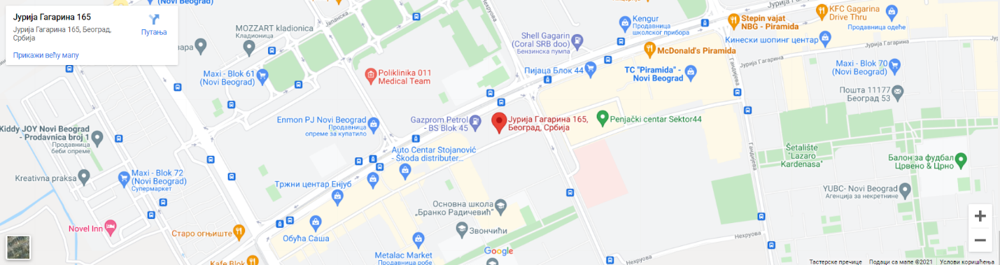 Јурија Гагарина 165
Јурија Гагарина 165, Београд,
Србија
Путања
Прикажи већу мапу
(Novi Beograd)
Јапанска
MOZZART kladionica
Кладионица
Maxi - Blok 61
(Novi Beograd)
Poliklinika 011
Medical Team
Нехруова
Јурија Гагарина
Kengur
Продавница
школског прибора
Stepin vajat
NBG - Piramida
KFC Gagarina
Drive Thru
Продавница одеће
Кинески шопинг центар
Shell Gagarin
(Coral SRB doo)
Бензинска пумпа
McDonald's Piramida
Пијаца Блок 44
TC "Piramida" -
Novi Beograd
Гандијева
Јурија Гагарина
Maxi - Blok 70
(Novi Beograd)
Пошта 11177
Београд 53
Enmon PJ Novi Beograd
Продавница
опреме за купатило
Gazprom Petrol
- BS Blok 45
Јурија Гагарина 165,
Београд, Србија
Penjački centar Sektor44
Kiddy JOY Novi Beograd
- Prodavnica broj 1
Продавница
беби опреме
Auto Centar Stojanović
- Škoda distributer...
Гандијева
Šetalište
"Lazaro
Kardenasa"
Балон за фудбал
Црвено & Црно
Kreativna praksa
Maxi - Blok 72
(Novi Beograd)
Супермаркет
Тржни центар Енјуб
YUBC- Novi Beograd
Агенција за некретнине
Основна школа
„Бранко Радичевић“
Novel Inn
Старо огњиште
Обућа Саша
Звончићи
Нехруова
Metalac Market
Продавница робе
Google
Kafe Blok
Нехруова
Тастерске пречице
Подаци са мапе ©2021
Услови коришћења